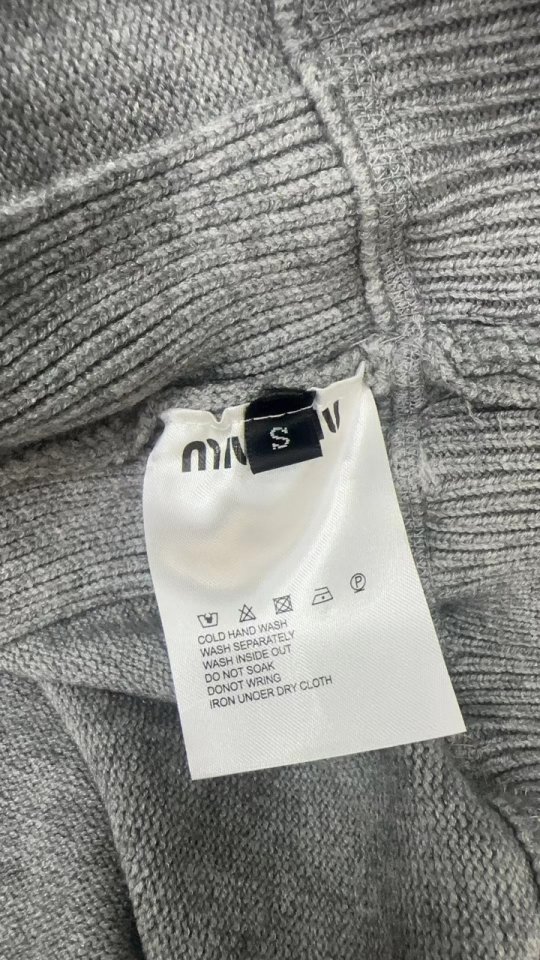 S
COLD HAND WASH
WASH SEPARATELY
WASH INSIDE OUT
DO NOT SOAK
DONOT WRING
IRON UNDER DRY CLOTH